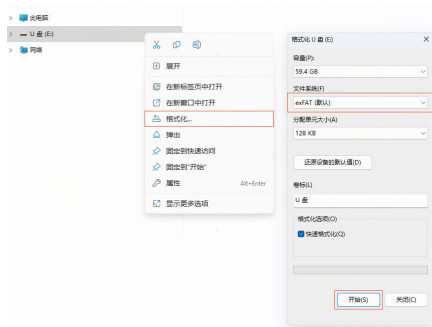 此电脑
U 盘 (E:)
网络
展开
在新标签页中打开
在新窗口中打开
格式化...
弹出
固定到快速访问
固定到"开始"
属性 Alt+Enter
显示更多选项
格式化 U 盘 (E:)
容量(P):
59.4 GB
文件系统(F)
exFAT (默认)
分配单元大小(A)
128 KB
还原设备的默认值(D)
卷标(L)
U 盘
格式化选项(O)
快速格式化(Q)
开始(S)
关闭(C)